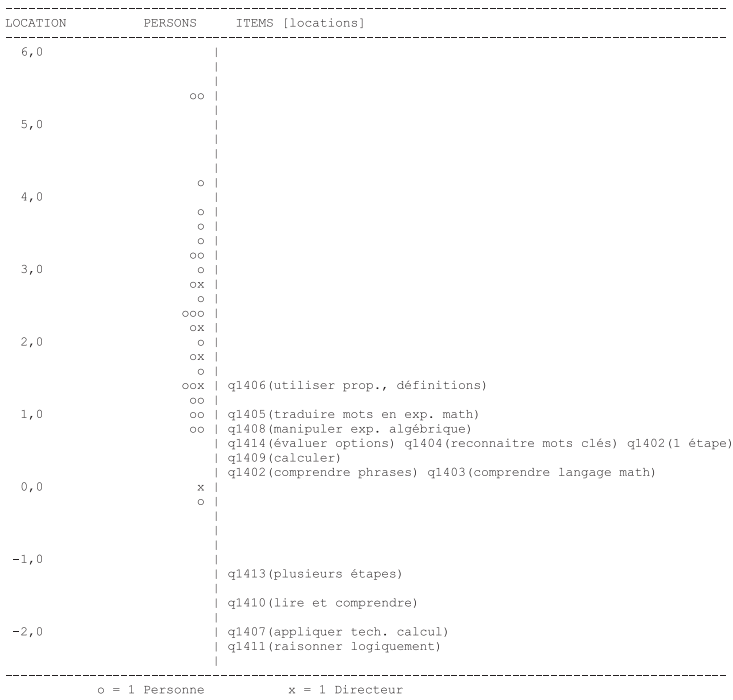 LOCATION PERSONS ITEMS [locations]
6,0 |
|
|
oo |
|
5,0 |
|
|
|
o |
4,0 |
o |
o |
o |
oo |
3,0 o |
ox |
o |
ooo |
ox |
2,0 o |
ox |
o |
oox | q1406(utiliser prop., définitions)
oo |
1,0 oo | q1405(traduire mots en exp. math)
oo | q1408(manipuler exp. algébrique)
| q1414(évaluer options) q1404(reconnaitre mots clés) q1402(1 étape)
| q1409(calculer)
| q1402(comprendre phrases) q1403(comprendre langage math)
0,0 x |
o |
|
|
|
-1,0 |
| q1413(plusieurs étapes)
|
| q1410(lire et comprendre)
|
-2,0 | q1407(appliquer tech. calcul)
| q1411(raisonner logiquement)
|
o = 1 Personne x = 1 Directeur